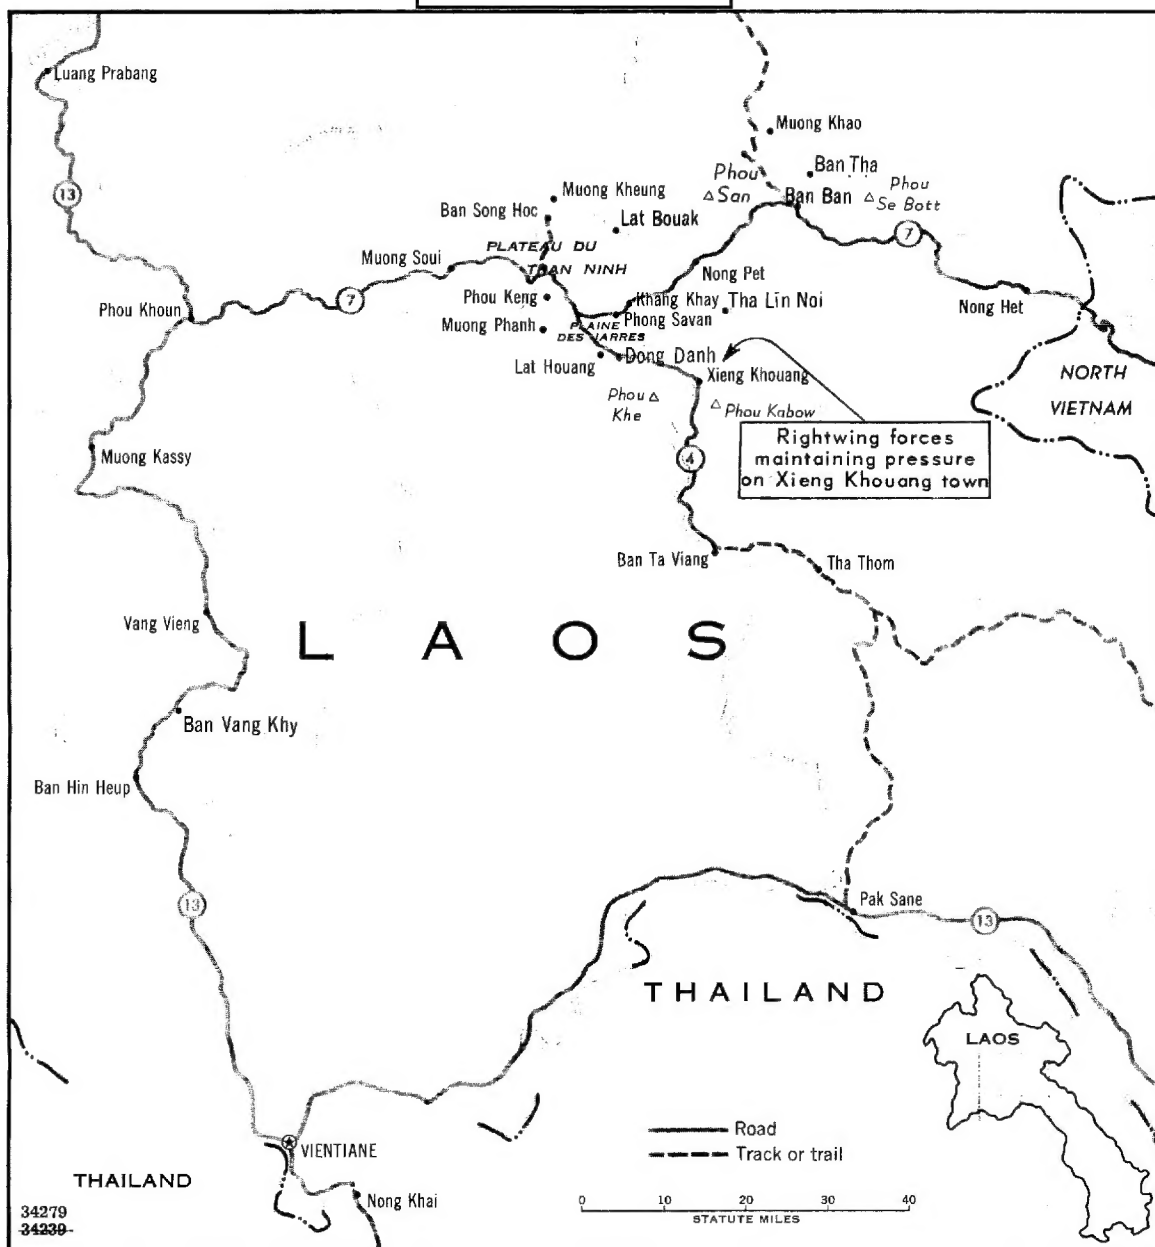 Luang Prabang
Muong Khao
Ban Tha
Phou
San
Phou
Se Bott
Ban Ban
13
Muong Kheung
Ban Song Hoc
Lat Bouak
7
PLATEAU DU
TRAN NINH
Muong Soui
Nong Pet
7
Phou Keng
Khang Khay
Tha Lin Noi
Nong Het
Phou Khoun
Muong Phanh
PLAINE
DES JARRES
Phong Savan
Lat Houang
Dong Danh
Xieng Khouang
NORTH
VIETNAM
Phou
Khe
Phou Kabow
Rightwing forces
maintaining pressure
on Xieng Khouang town
Muong Kassy
4
Ban Ta Viang
Tha Thom
Vang Vieng
LAOS
Ban Vang Khy
Ban Hin Heup
13
Pak Sane
13
THAILAND
LAOS
Road
Track or trail
VIENTIANE
THAILAND
Nong Khai
34279
34239
0 10 20 30 40
STATUTE MILES